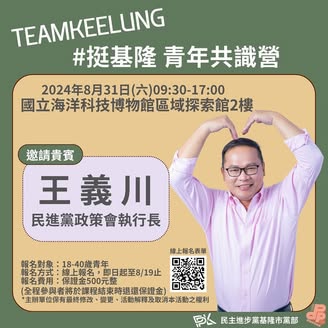 TEAMKEELUNG
#挺基隆 青年共識營
2024年8月31日(六)09:30-17:00
國立海洋科技博物館區域探索館2樓
邀請貴賓
王義川
民進黨政策會執行長
線上報名表單
報名對象：18-40歲青年
報名方式：線上報名，即日起至8/19止
報名費用：保證金500元整
(全程參與者將於課程結束時退還保證金)
*主辦單位保有最終修改、變更、活動解釋及取消本活動之權利
民主進步黨基隆市黨部